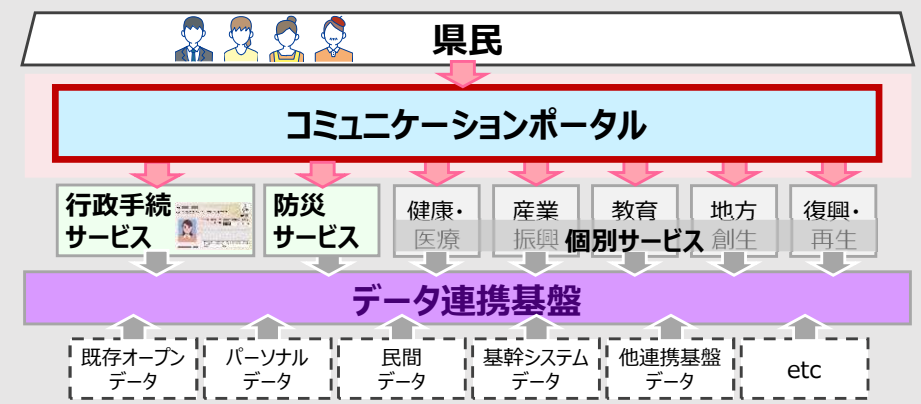 県民
コミュニケーションポータル
行政手続
サービス
防災
サービス
健康・
医療
産業
振興
教育
地方
創生
復興・
再生
個別サービス
データ連携基盤
既存オープン
データ
パーソナル
データ
民間
データ
基幹システム
データ
他連携基盤
データ
etc